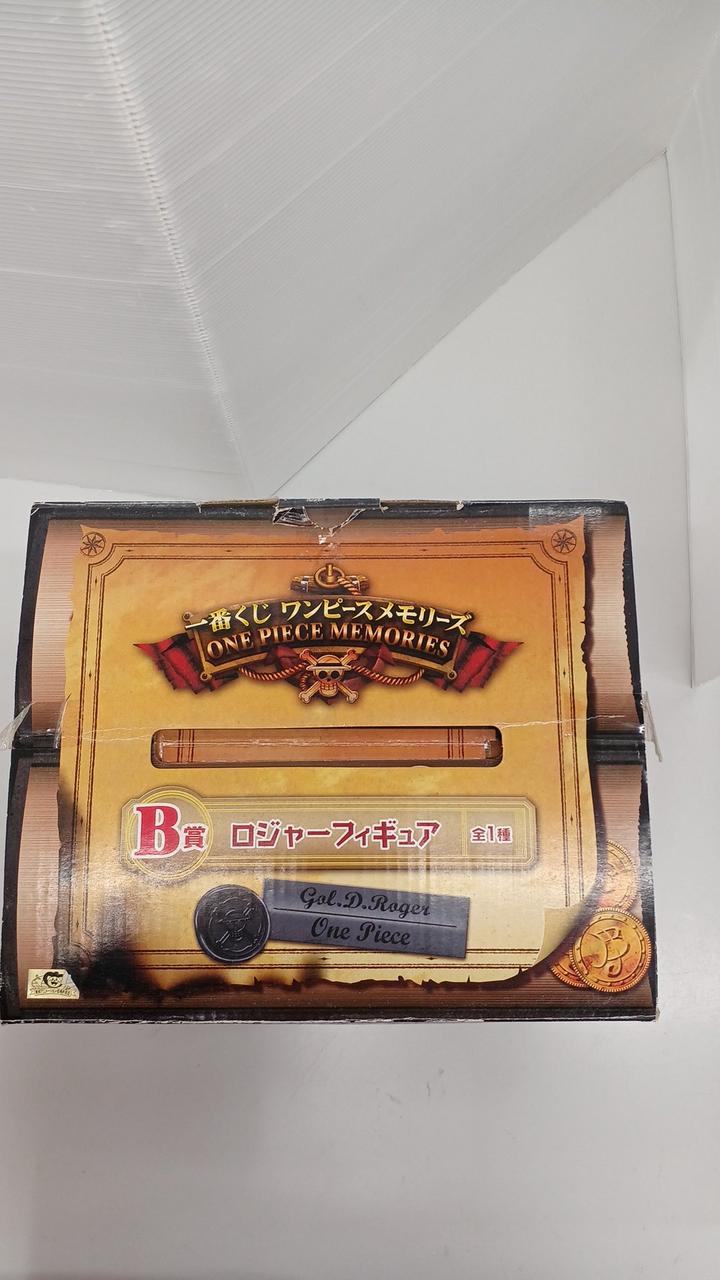 一番くじ ワンピースメモリーズ
ONE PIECE MEMORIES
B賞 ロジャーフィギュア 全1種
Gol.D.Roger
One Piece